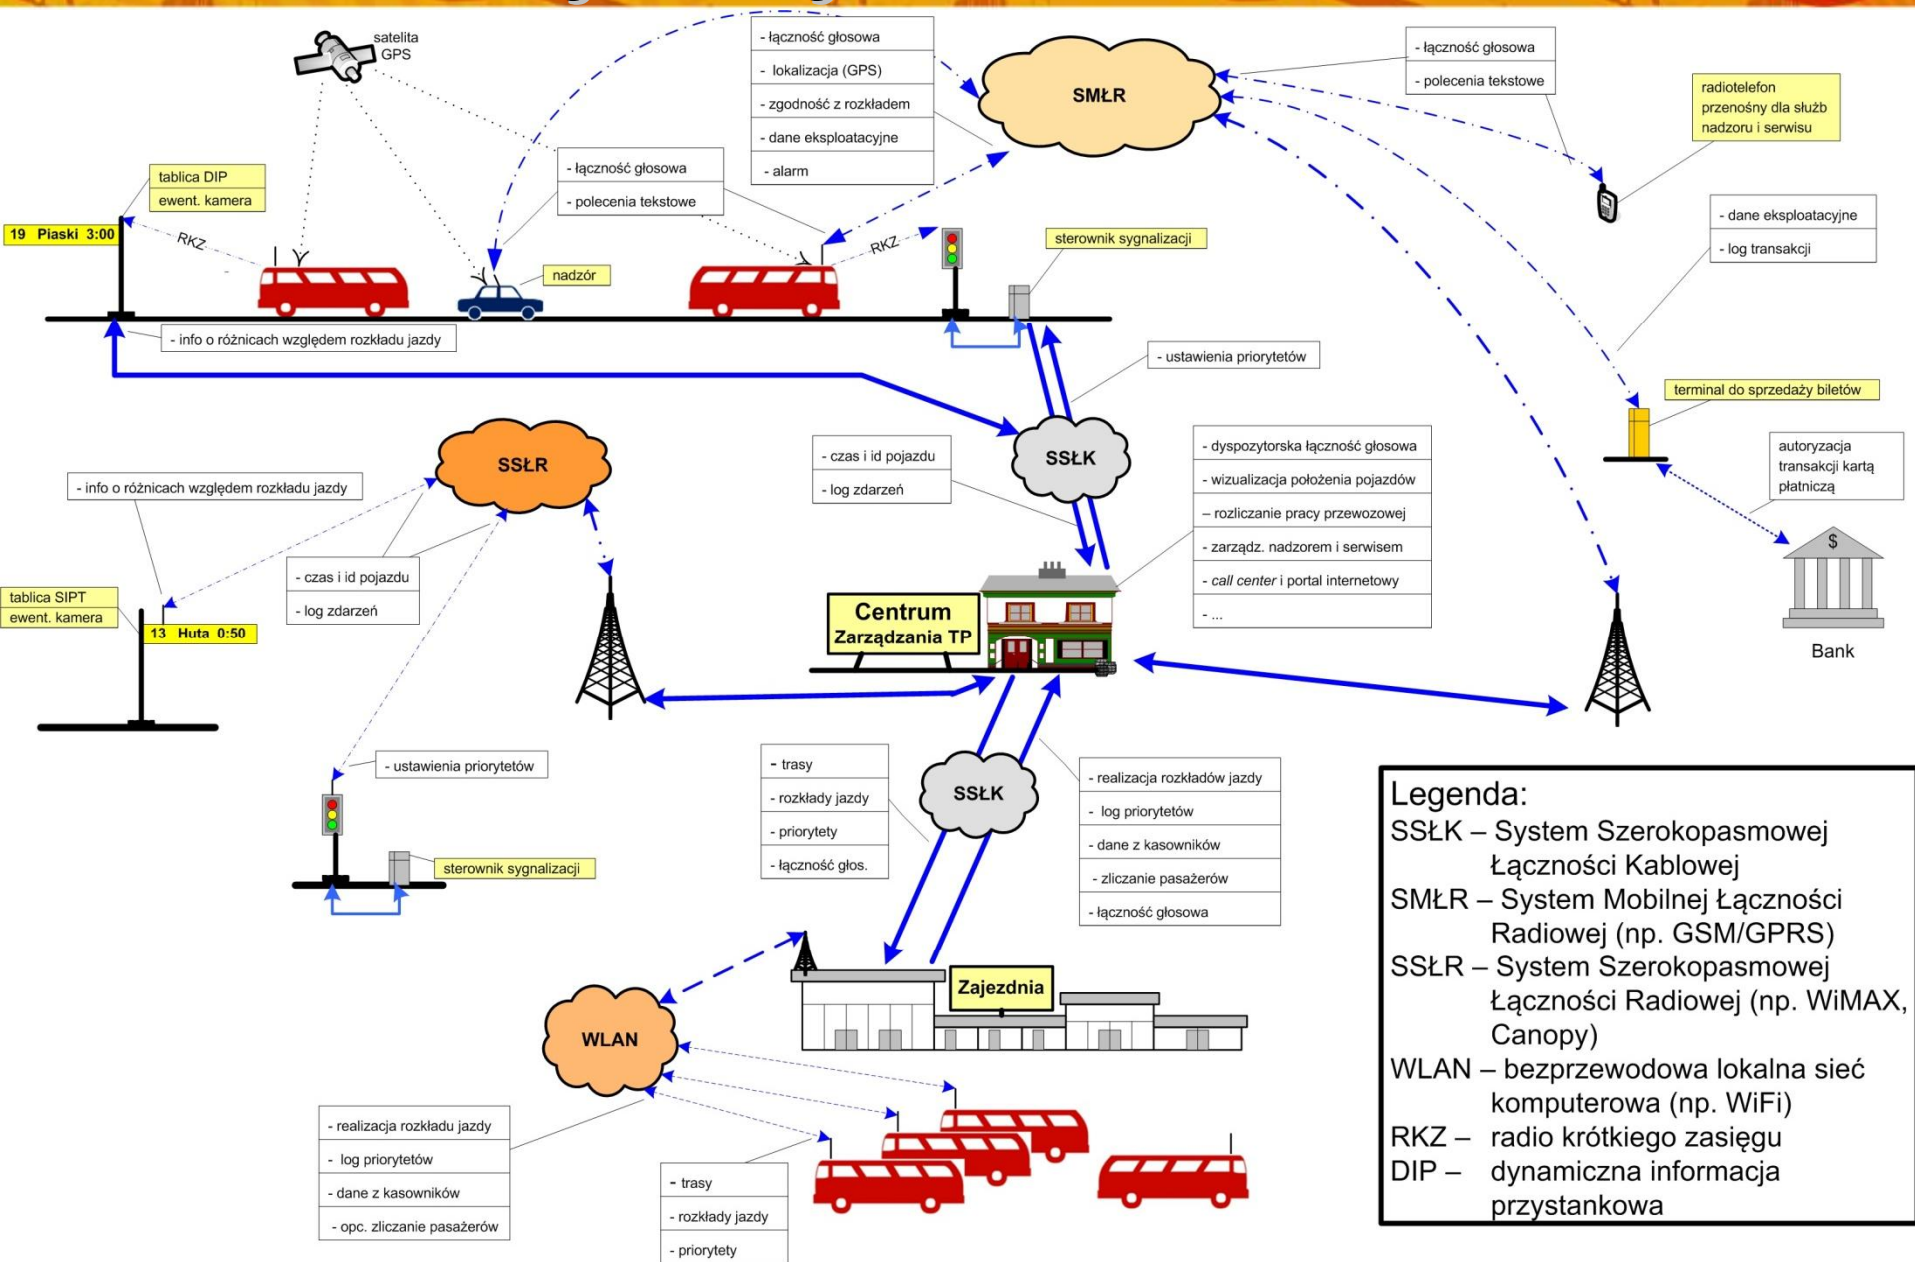 satelita
GPS
- łączność głosowa
- lokalizacja (GPS)
- zgodność z rozkładem
- dane eksploatacyjne
- alarm
SMŁR
- łączność głosowa
- polecenia tekstowe
radiotelefon
przenośny dla służb
nadzoru i serwisu
tablica DIP
ewent. kamera
- łączność głosowa
- polecenia tekstowe
19 Piaski 3:00
RKZ
nadzór
RKZ
sterownik sygnalizacji
- dane eksploatacyjne
- log transakcji
- info o różnicach względem rozkładu jazdy
- ustawienia priorytetów
terminal do sprzedaży biletów
SSŁR
- czas i id pojazdu
- log zdarzeń
SSŁK
- dyspozytorska łączność głosowa
- wizualizacja położenia pojazdów
– rozliczanie pracy przewozowej
- zarządz. nadzorem i serwisem
- call center i portal internetowy
- ...
autoryzacja
transakcji kartą
płatniczą
- info o różnicach względem rozkładu jazdy
- czas i id pojazdu
- log zdarzeń
$
Bank
tablica SIPT
ewent. kamera
13 Huta 0:50
Centrum
Zarządzania TP
- ustawienia priorytetów
sterownik sygnalizacji
- trasy
- rozkłady jazdy
- priorytety
- łączność głos.
SSŁK
- realizacja rozkładów jazdy
- log priorytetów
- dane z kasowników
- zliczanie pasażerów
- łączność głosowa
Zajezdnia
WLAN
- realizacja rozkładu jazdy
- log priorytetów
- dane z kasowników
- opc. zliczanie pasażerów
- trasy
- rozkłady jazdy
- priorytety
Legenda:
SSŁK – System Szerokopasmowej
Łączności Kablowej
SMŁR – System Mobilnej Łączności
Radiowej (np. GSM/GPRS)
SSŁR – System Szerokopasmowej
Łączności Radiowej (np. WiMAX,
Canopy)
WLAN – bezprzewodowa lokalna sieć
komputerowa (np. WiFi)
RKZ – radio krótkiego zasięgu
DIP – dynamiczna informacja
przystankowa